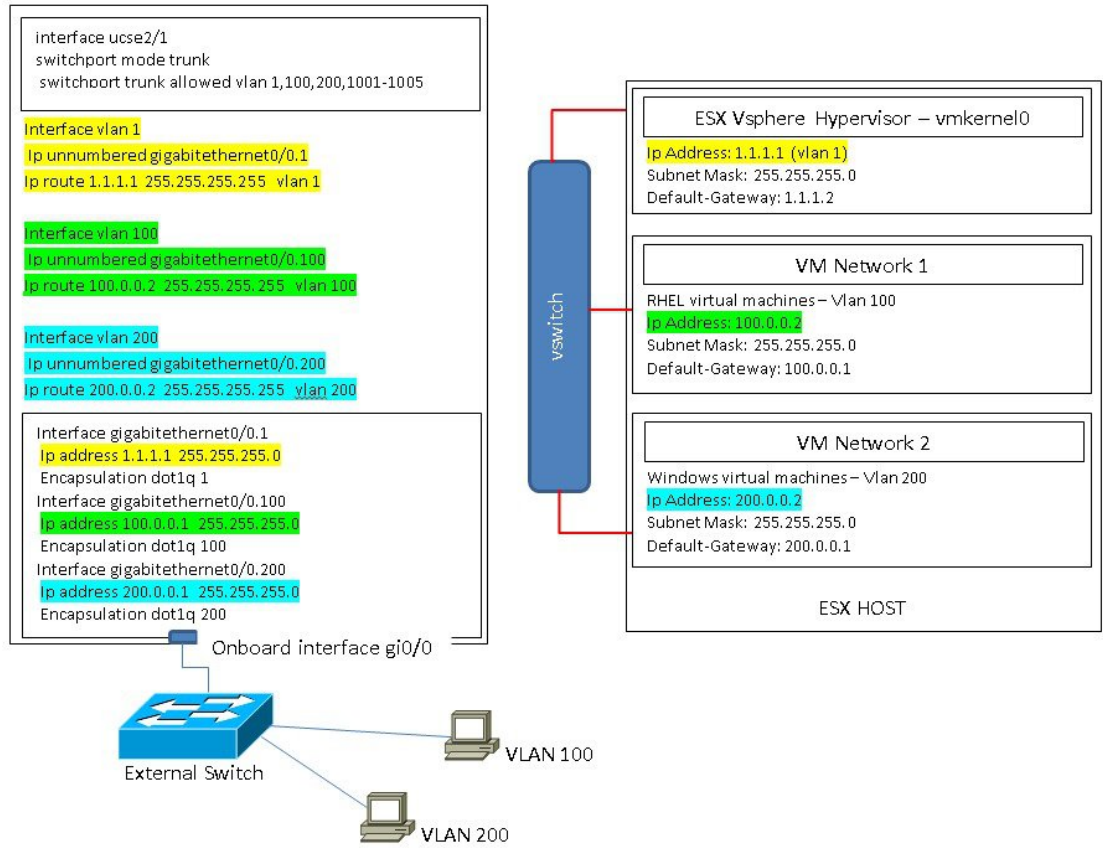 interface ucse2/1
switchport mode trunk
switchport trunk allowed vlan 1,100,200,1001-1005
Interface vlan 1
Ip unnumbered gigabitethernet0/0.1
Ip route 1.1.1.1 255.255.255.255 vlan 1
Interface vlan 100
Ip unnumbered gigabitethernet0/0.100
Ip route 100.0.0.2 255.255.255.255 vlan 100
Interface vlan 200
Ip unnumbered gigabitethernet0/0.200
Ip route 200.0.0.2 255.255.255.255 vlan 200
Interface gigabitethernet0/0.1
Ip address 1.1.1.1 255.255.255.0
Encapsulation dot1q 1
Interface gigabitethernet0/0.100
Ip address 100.0.0.1 255.255.255.0
Encapsulation dot1q 100
Interface gigabitethernet0/0.200
Ip address 200.0.0.1 255.255.255.0
Encapsulation dot1q 200
Onboard interface gi0/0
External Switch
VLAN 100
VLAN 200
vswitch
ESX Vsphere Hypervisor – vmkernel0
Ip Address: 1.1.1.1 (vlan 1)
Subnet Mask: 255.255.255.0
Default-Gateway: 1.1.1.2
VM Network 1
RHEL virtual machines – Vlan 100
Ip Address: 100.0.0.2
Subnet Mask: 255.255.255.0
Default-Gateway: 100.0.0.1
VM Network 2
Windows virtual machines – Vlan 200
Ip Address: 200.0.0.2
Subnet Mask: 255.255.255.0
Default-Gateway: 200.0.0.1
ESX HOST